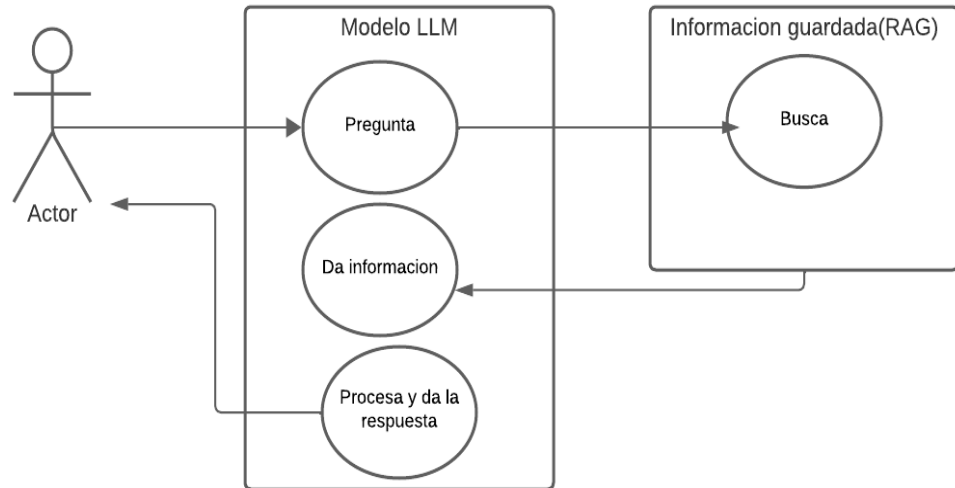 Modelo LLM
Informacion guardada(RAG)
Pregunta
Busca
Actor
Da informacion
Procesa y da la
respuesta